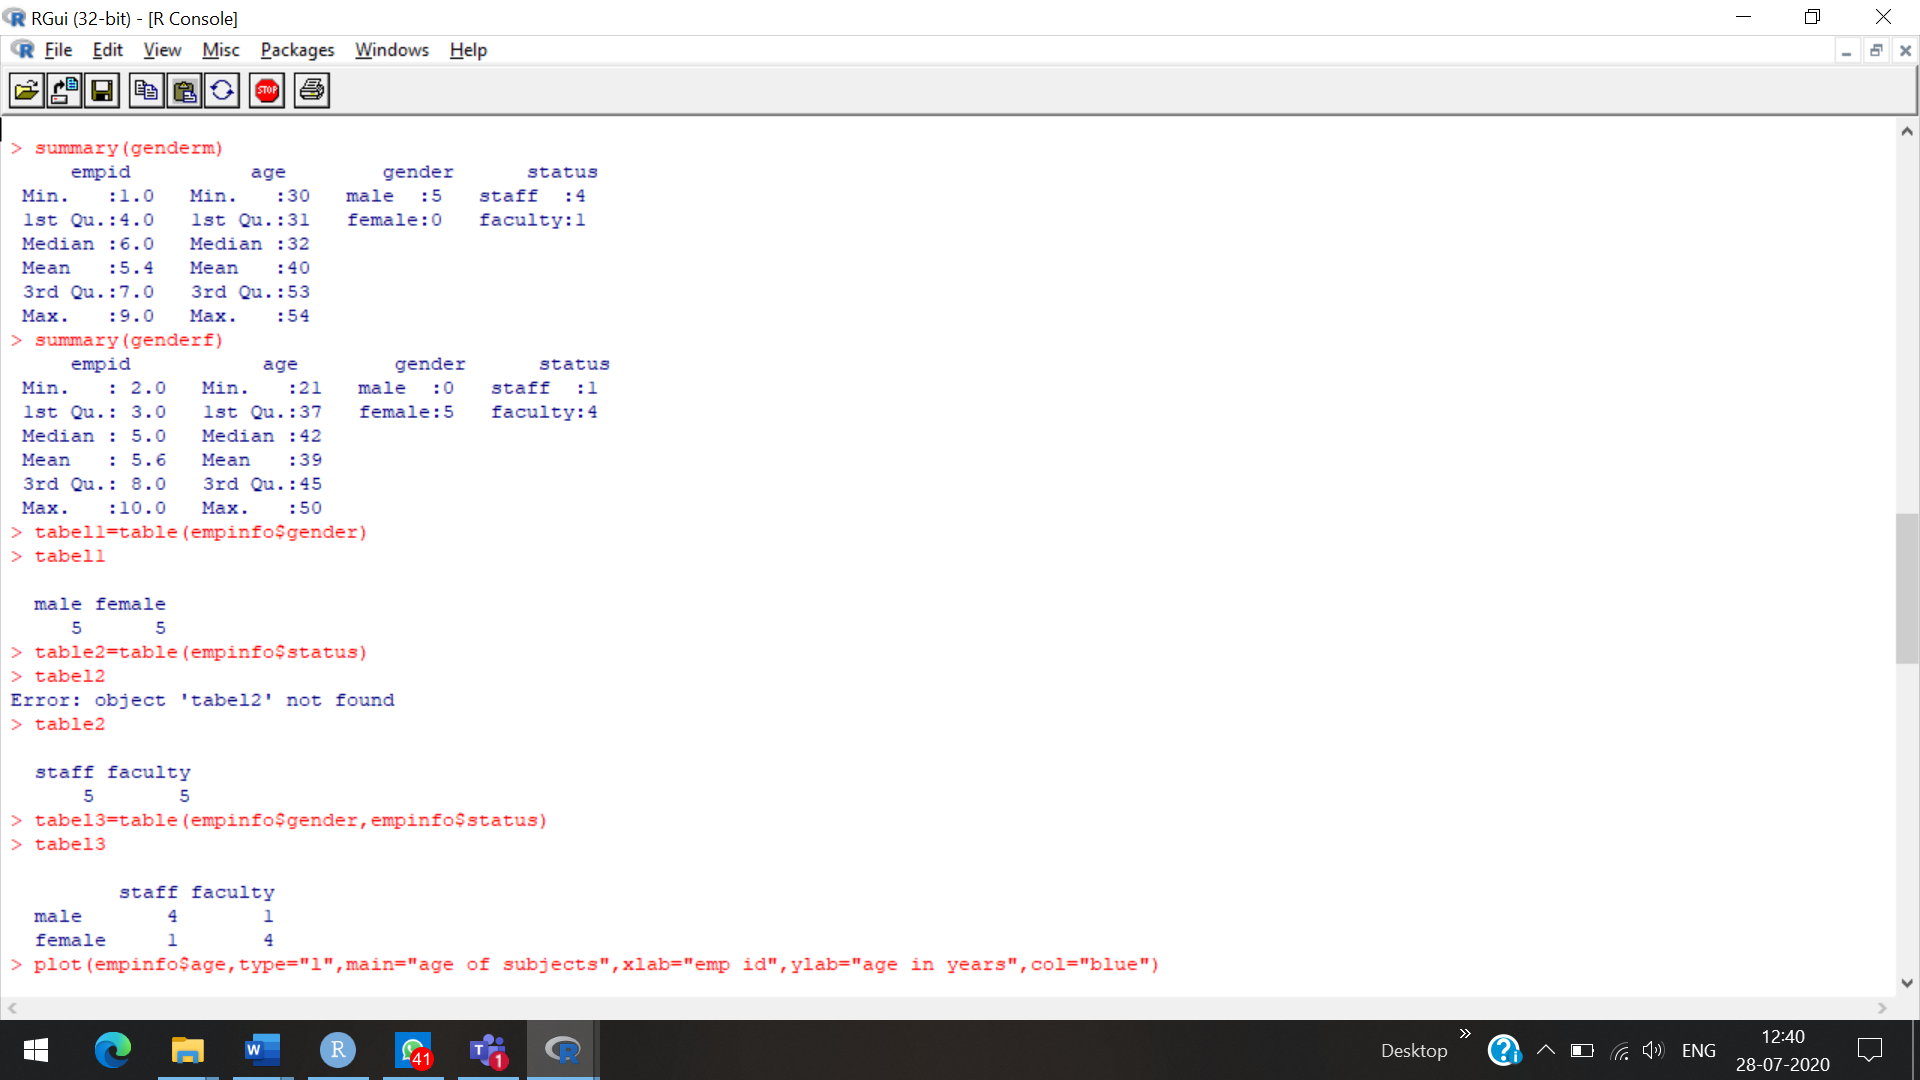 RGui (32-bit) - [R Console]
File Edit View Misc Packages Windows Help
STOP
> summary(genderm)
     empid          age        gender      status
 Min.   :1.0   Min.   :30   male  :5   staff  :4
 1st Qu.:4.0   1st Qu.:31   female:0   faculty:1
 Median :6.0   Median :32
 Mean   :5.4   Mean   :40
 3rd Qu.:7.0   3rd Qu.:53
 Max.   :9.0   Max.   :54
> summary(genderf)
     empid           age        gender      status
 Min.   : 2.0   Min.   :21   male  :0   staff  :1
 1st Qu.: 3.0   1st Qu.:37   female:5   faculty:4
 Median : 5.0   Median :42
 Mean   : 5.6   Mean   :39
 3rd Qu.: 8.0   3rd Qu.:45
 Max.   :10.0   Max.   :50
> tabel1=table(empinfo$gender)
> tabel1
  male female
     5      5
> table2=table(empinfo$status)
> tabel2
Error: object 'tabel2' not found
> table2
  staff faculty
      5       5
> tabel3=table(empinfo$gender,empinfo$status)
> tabel3
         staff faculty
  male       4       1
  female     1       4
> plot(empinfo$age,type="l",main="age of subjects",xlab="emp id",ylab="age in years",col="blue")
W R 41 T 1 R Desktop » ? ENG 12:40
28-07-2020